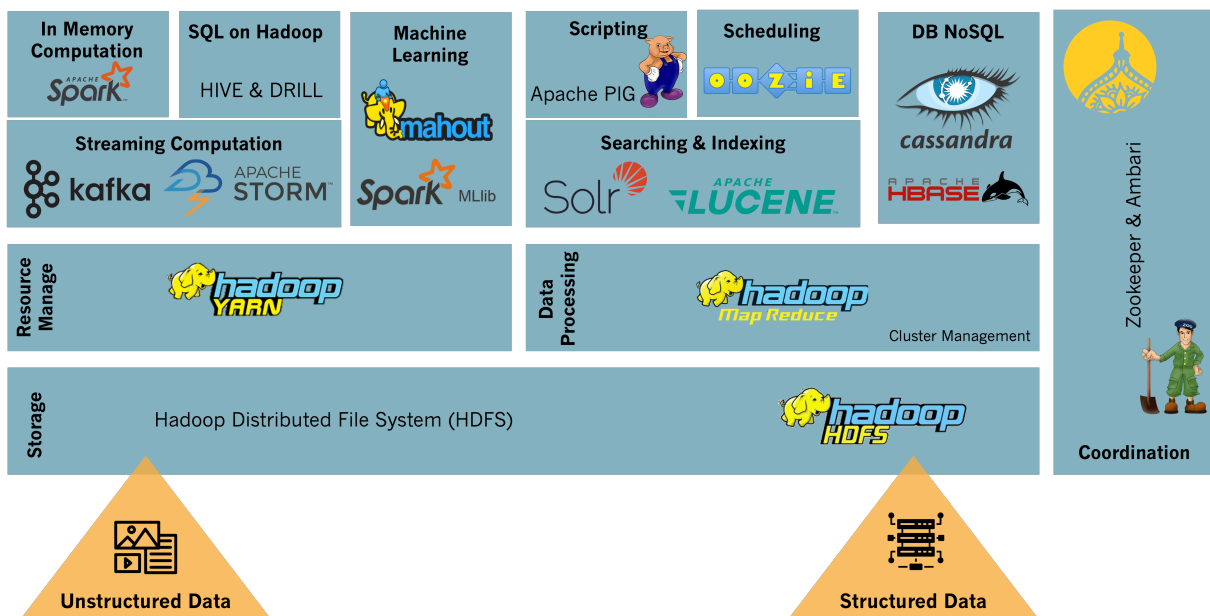 In Memory
Computation
APACHE
Spark
SQL on Hadoop
HIVE & DRILL
Machine
Learning
mahout
Spark MLlib
Scripting
Apache PIG
Scheduling
OOZiE
DB NoSQL
cassandra
APACHE
HBASE
Streaming Computation
kafka
APACHE
STORM™
Searching & Indexing
Solr
APACHE
LUCENE™
Resource
Manage
hadoop
YARN
Data
Processing
hadoop
Map Reduce
Cluster Management
Storage
Hadoop Distributed File System (HDFS)
hadoop
HDFS
Zookeeper & Ambari
ZOO
Coordination
Unstructured Data
Structured Data